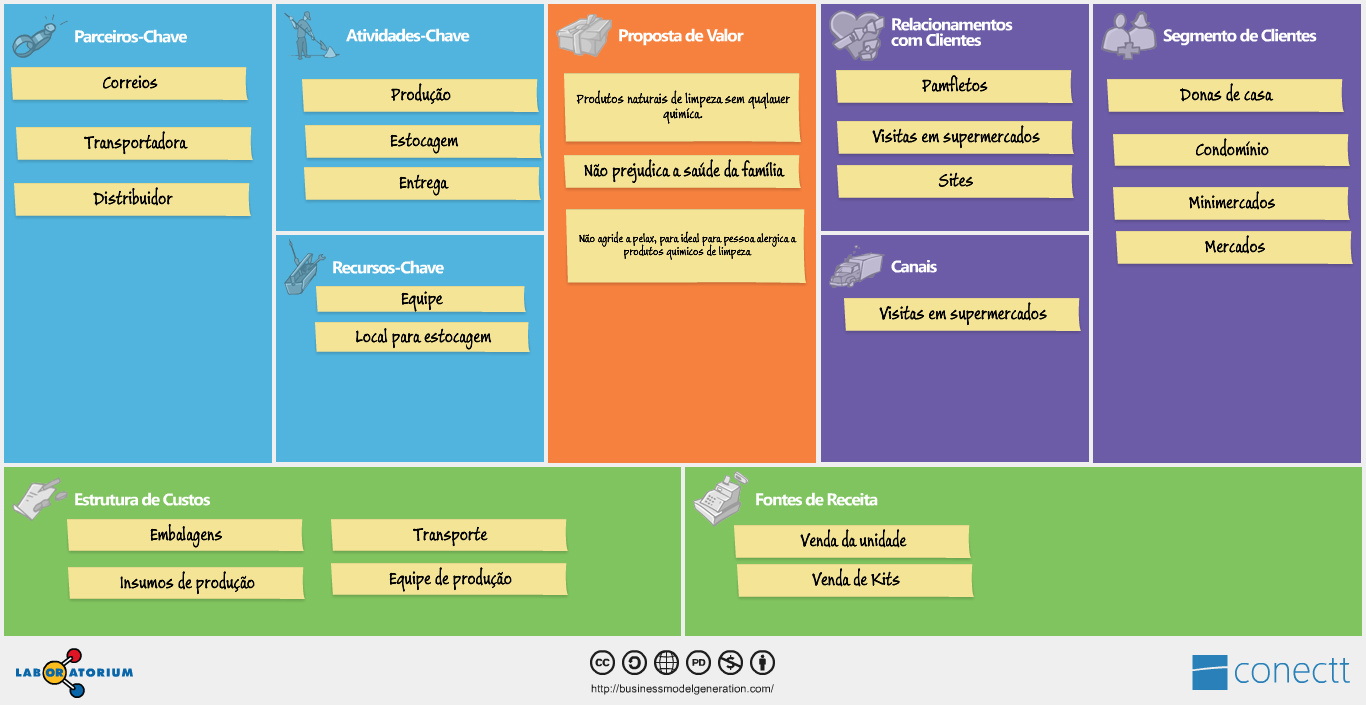 Parceiros-Chave
Correios
Transportadora
Distribuidor
Atividades-Chave
Produção
Estocagem
Entrega
Recursos-Chave
Equipe
Local para estocagem
Proposta de Valor
Produtos naturais de limpeza sem quqlauer
quimíca.
Não prejudica a saúde da família
Não agride a pelax, para ideal para pessoa alergica a
produtos quimicos de limpeza
Relacionamentos
com Clientes
Pamfletos
Visitas em supermercados
Sites
Canais
Visitas em supermercados
Segmento de Clientes
Donas de casa
Condomínio
Minimercados
Mercados
Estrutura de Custos
Embalagens
Transporte
Insumos de produção
Equipe de produção
Fontes de Receita
Venda da unidade
Venda de Kits
LABORATORIUM
CC
PD
http://businessmodelgeneration.com/
conectt